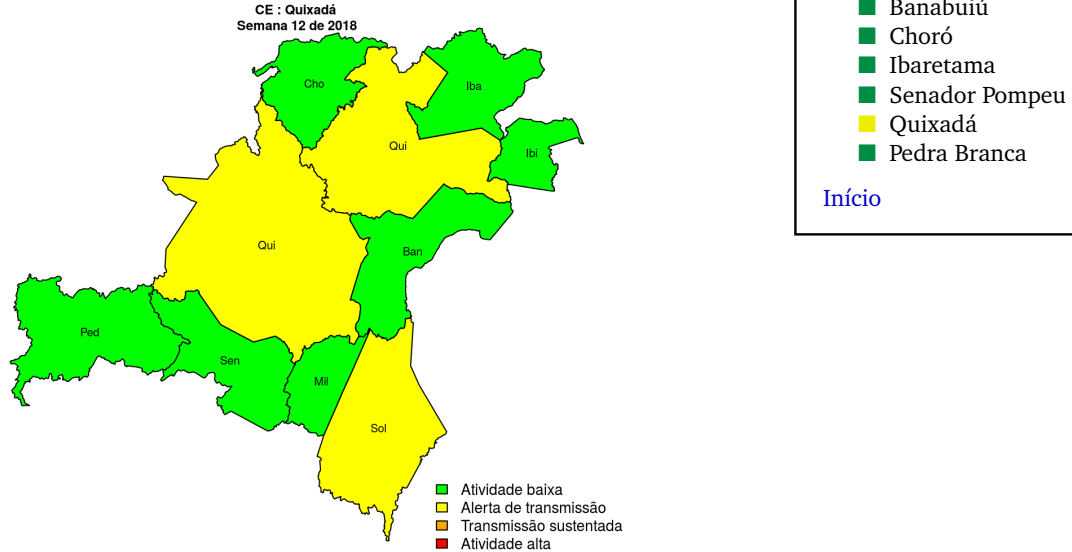 CE : Quixadá
Semana 12 de 2018
Cho
Iba
Qui
Ibi
Qui
Ban
Ped
Sen
Mil
Sol
Atividade baixa
Alerta de transmissão
Transmissão sustentada
Atividade alta
Banabuiú
Choró
Ibaretama
Senador Pompeu
Quixadá
Pedra Branca
Início